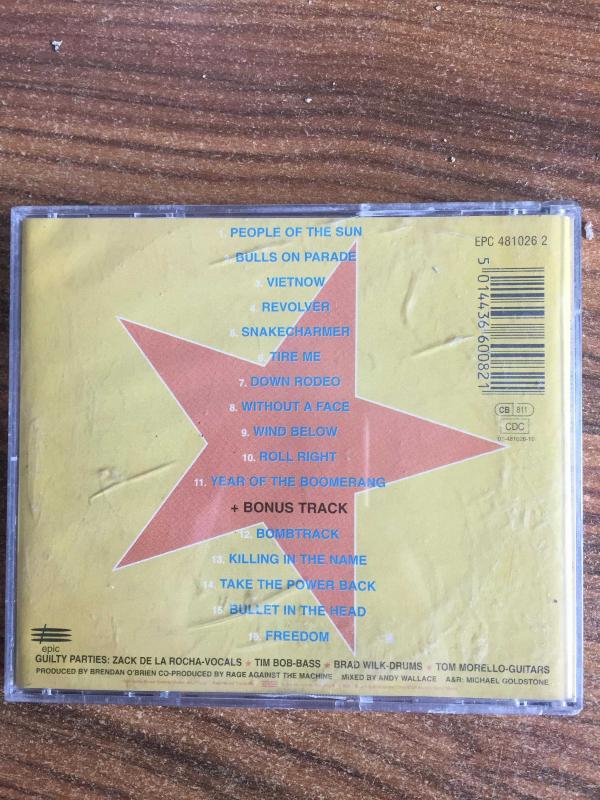 1. PEOPLE OF THE SUN
2. BULLS ON PARADE
3. VIETNOW
4. REVOLVER
5. SNAKECHARMER
6. TIRE ME
7. DOWN RODEO
8. WITHOUT A FACE
9. WIND BELOW
10. ROLL RIGHT
11. YEAR OF THE BOOMERANG
+ BONUS TRACK
12. BOMBTRACK
13. KILLING IN THE NAME
14. TAKE THE POWER BACK
15. BULLET IN THE HEAD
16. FREEDOM
EPC 481026 2
5 014436 600821
CB 811
CDC
01-481026-10
epic
GUILTY PARTIES: ZACK DE LA ROCHA-VOCALS ★ TIM BOB-BASS ★ BRAD WILK-DRUMS ★ TOM MORELLO-GUITARS
PRODUCED BY BRENDAN O'BRIEN CO-PRODUCED BY RAGE AGAINST THE MACHINE MIXED BY ANDY WALLACE A&R: MICHAEL GOLDSTONE